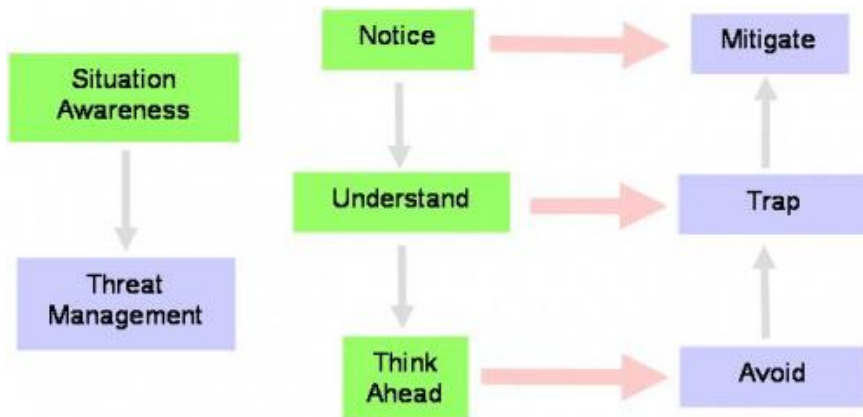 Notice
Mitigate
Situation
Awareness
Understand
Trap
Threat
Management
Think
Ahead
Avoid